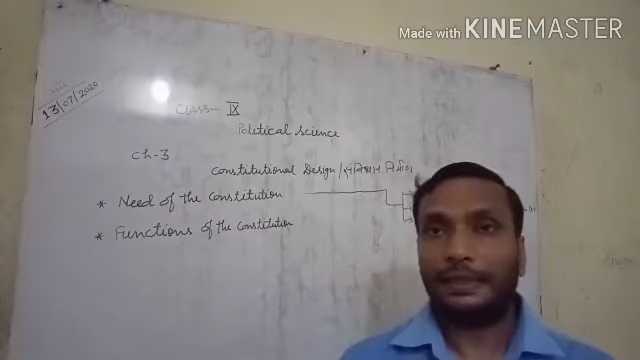 Made with KINEMASTER
13/07/2020
Class- IX
Political science
Ch-3
Constitutional Design / संविधान निर्माण
* Need of the constitution
* Functions of the constitution